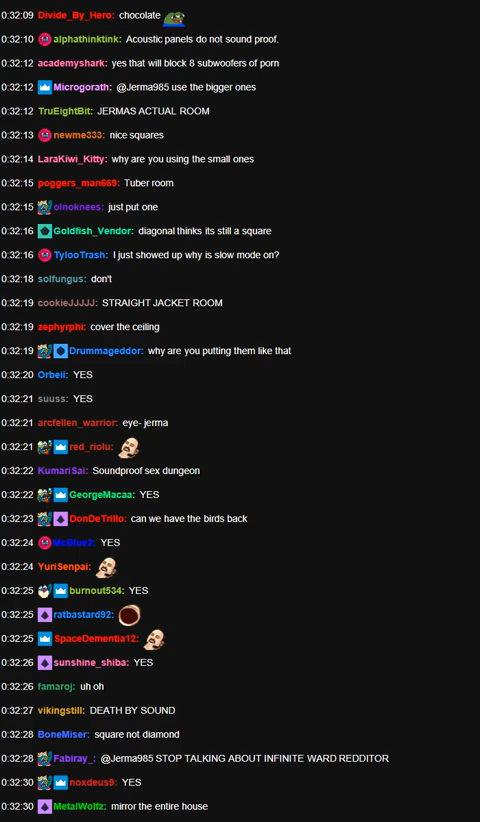 0:32:09 Divide_By_Hero: chocolate
0:32:10 alphathinktink: Acoustic panels do not sound proof.
0:32:12 academyshark: yes that will block 8 subwoofers of porn
0:32:12 Microgorath: @Jerma985 use the bigger ones
0:32:12 TruEightBit: JERMAS ACTUAL ROOM
0:32:13 newme333: nice squares
0:32:14 LaraKiwi_Kitty: why are you using the small ones
0:32:15 poggers_man669: Tuber room
0:32:15 olnoknees: just put one
0:32:16 Goldfish_Vendor: diagonal thinks its still a square
0:32:16 TylooTrash: I just showed up why is slow mode on?
0:32:18 solfungus: don't
0:32:19 cookieJJJJJ: STRAIGHT JACKET ROOM
0:32:19 zephyrphi: cover the ceiling
0:32:19 Drummageddor: why are you putting them like that
0:32:20 Orbeii: YES
0:32:21 suuss: YES
0:32:21 arcfellen_warrior: eye- jerma
0:32:21 red_riolu:
0:32:22 KumariSai: Soundproof sex dungeon
0:32:22 GeorgeMacaa: YES
0:32:23 DonDeTrillo: can we have the birds back
0:32:24 YES
0:32:24 YuriSenpai:
0:32:25 burnout534: YES
0:32:25 ratbastard92:
0:32:25 SpaceDementia12:
0:32:26 sunshine_shiba: YES
0:32:26 famaroj: uh oh
0:32:27 vikingstill: DEATH BY SOUND
0:32:28 BoneMiser: square not diamond
0:32:28 Fabiray_: @Jerma985 STOP TALKING ABOUT INFINITE WARD REDDITOR
0:32:30 noxdeus9: YES
0:32:30 MetalWolfz: mirror the entire house